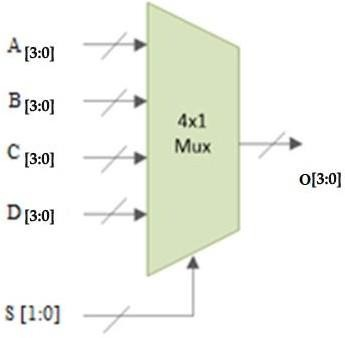 A [3:0]
B [3:0]
C [3:0]
D [3:0]
4x1
Mux
O[3:0]
S [1:0]